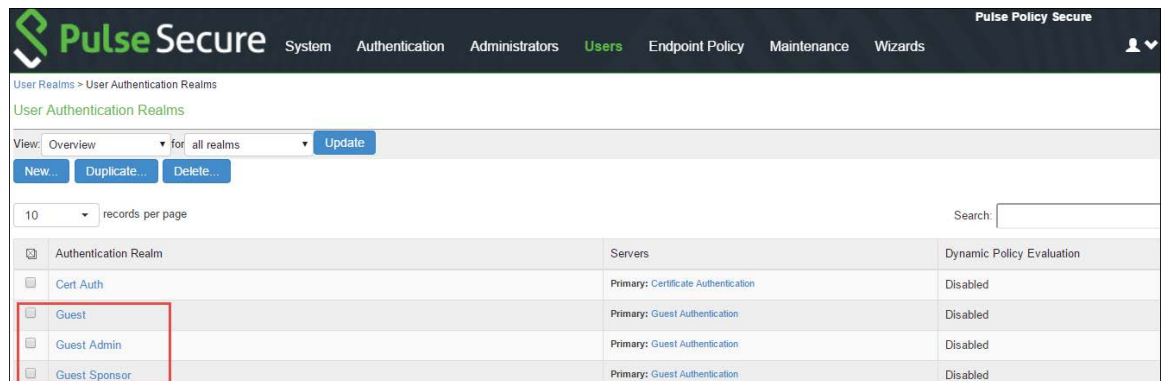 Pulse Policy Secure
Pulse Secure System Authentication Administrators Users Endpoint Policy Maintenance Wizards
User Realms > User Authentication Realms
User Authentication Realms
View: Overview for all realms Update
New... Duplicate... Delete...
10 records per page Search:
Authentication Realm Servers Dynamic Policy Evaluation
Cert Auth Primary: Certificate Authentication Disabled
Guest Primary: Guest Authentication Disabled
Guest Admin Primary: Guest Authentication Disabled
Guest Sponsor Primary: Guest Authentication Disabled